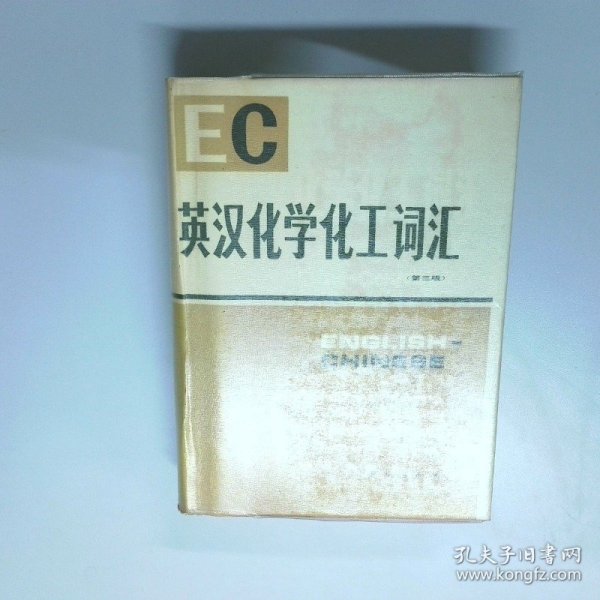 EC
英汉化学化工词汇
(第三版)
ENGLISH-
CHINESE
孔夫子旧书网
www.kongfz.com